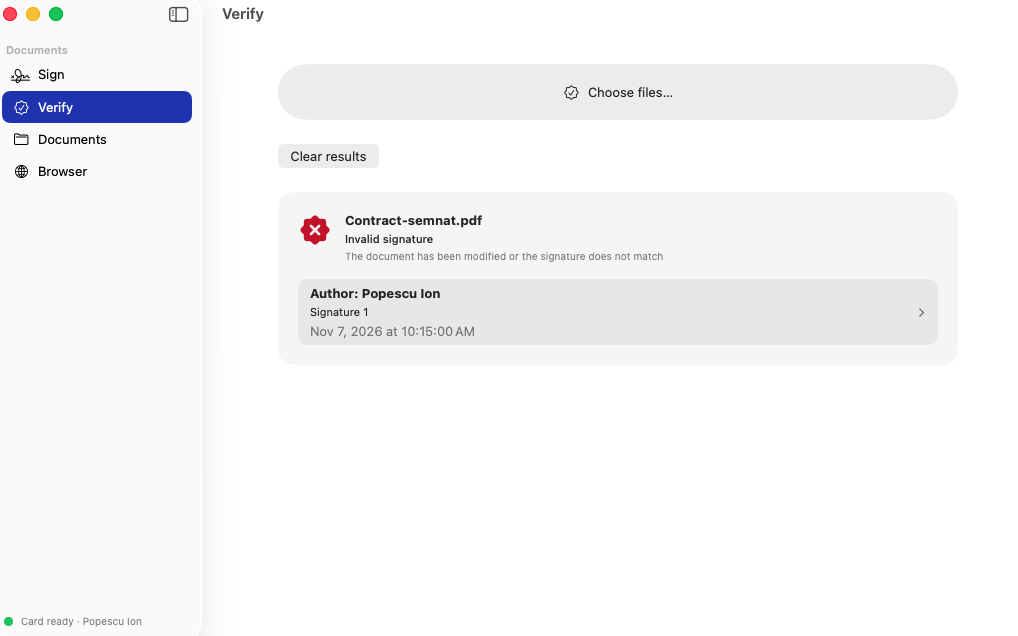 Verify
Documents
Sign
Verify
Documents
Browser
Choose files...
Clear results
Contract-semnat.pdf
Invalid signature
The document has been modified or the signature does not match
Author: Popescu Ion
Signature 1
Nov 7, 2026 at 10:15:00 AM
Card ready · Popescu Ion